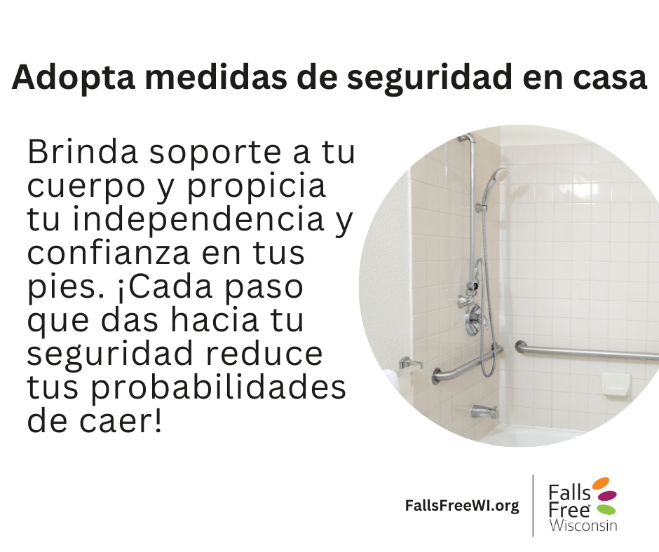 Adopta medidas de seguridad en casa
Brinda soporte a tu
cuerpo y propicia
tu independencia y
confianza en tus
pies. ¡Cada paso
que das hacia tu
seguridad reduce
tus probabilidades
de caer!
FallsFreeWI.org
Falls
Free
Wisconsin